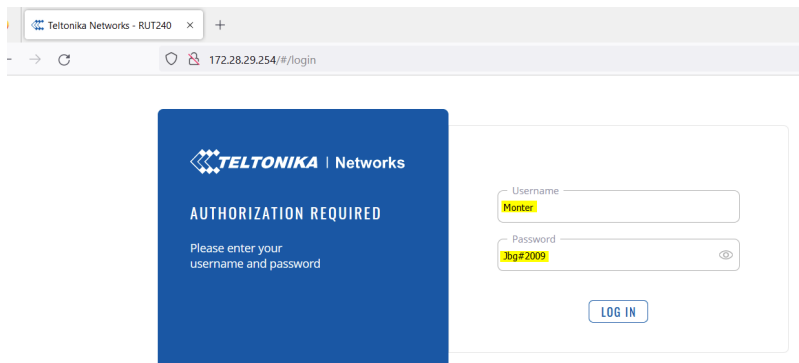 Teltonika Networks - RUT240
172.28.29.254/#/login
TELTONIKA | Networks
AUTHORIZATION REQUIRED
Please enter your
username and password
Username
Monter
Password
Jbg#2009
LOG IN